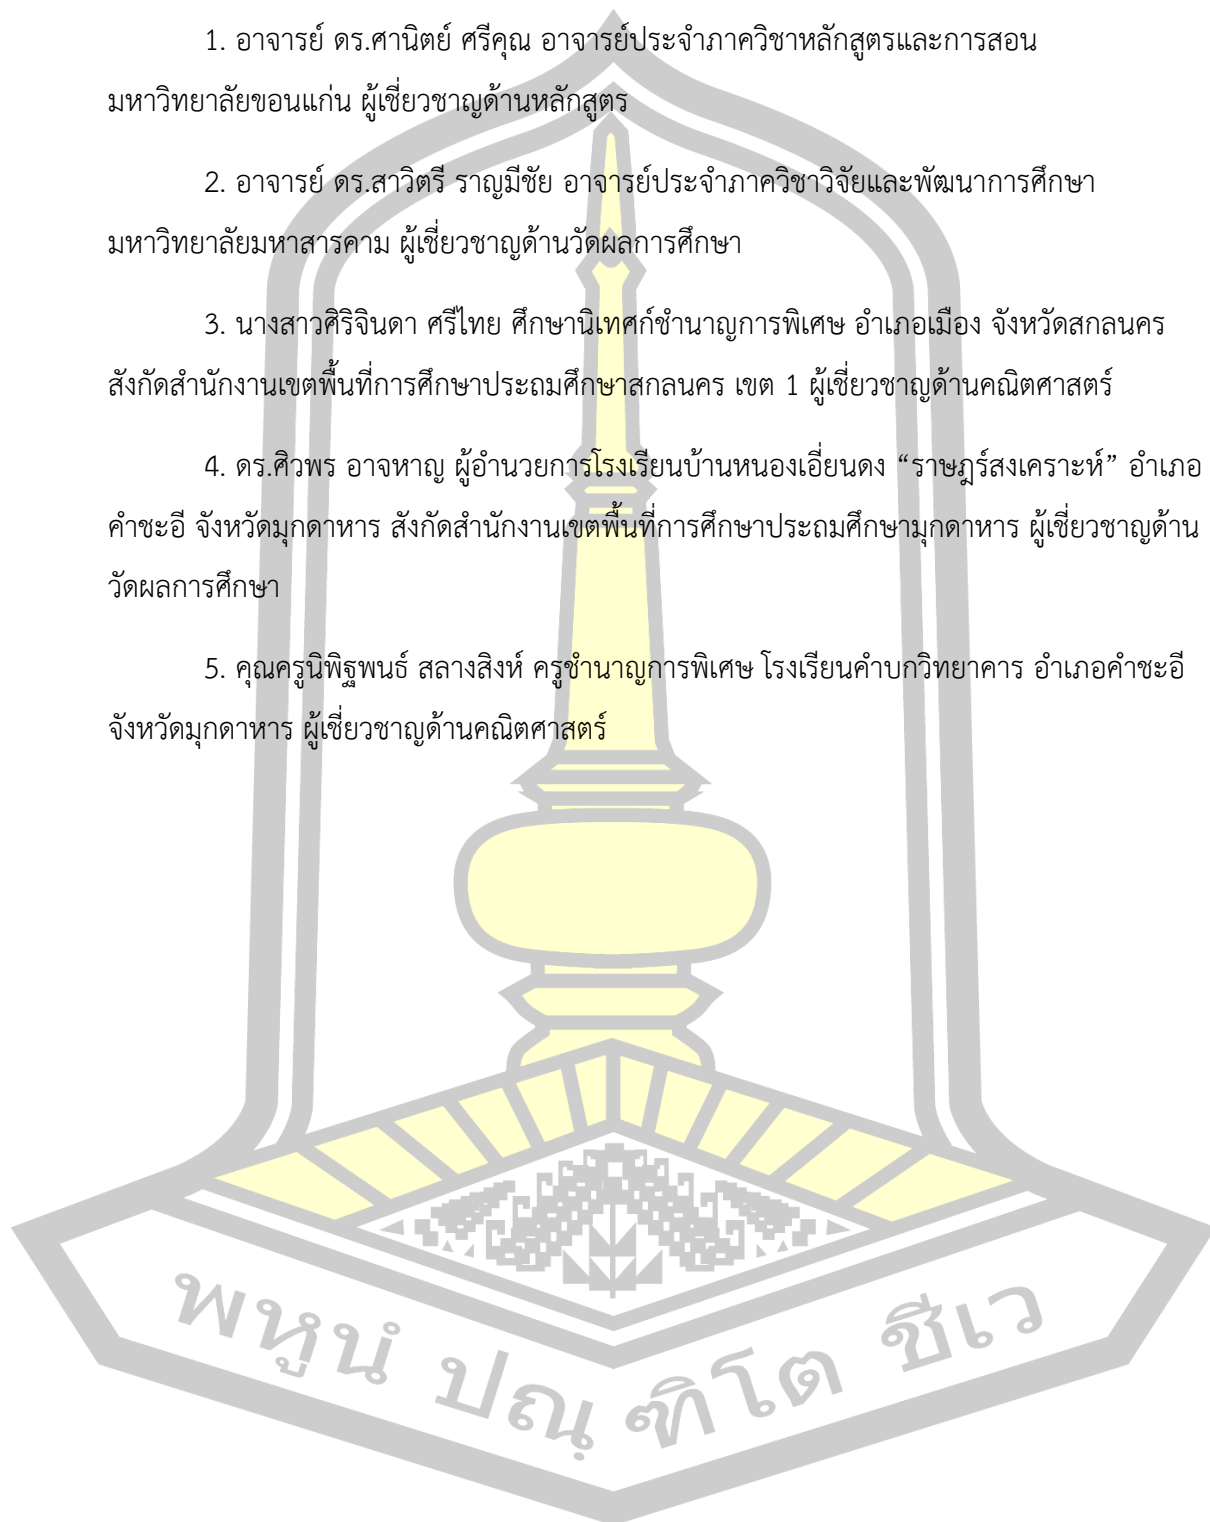 1. อาจารย์ ดร.ศานิตย์ ศรีคุณ อาจารย์ประจำภาควิชาหลักสูตรและการสอน
มหาวิทยาลัยขอนแก่น ผู้เชี่ยวชาญด้านหลักสูตร
2. อาจารย์ ดร.สาวิตรี ราญมีชัย อาจารย์ประจำภาควิชาวิจัยและพัฒนาการศึกษา
มหาวิทยาลัยมหาสารคาม ผู้เชี่ยวชาญด้านวัดผลการศึกษา
3. นางสาวศิริจินดา ศรีไทย ศึกษานิเทศก์ชำนาญการพิเศษ อำเภอเมือง จังหวัดสกลนคร
สังกัดสำนักงานเขตพื้นที่การศึกษาประถมศึกษาสกลนคร เขต 1 ผู้เชี่ยวชาญด้านคณิตศาสตร์
4. ดร.ศิวพร อาจหาญ ผู้อำนวยการโรงเรียนบ้านหนองเอี่ยนดง “ราษฎร์สงเคราะห์” อำเภอ
คำชะอี จังหวัดมุกดาหาร สังกัดสำนักงานเขตพื้นที่การศึกษาประถมศึกษามุกดาหาร ผู้เชี่ยวชาญด้าน
วัดผลการศึกษา
5. คุณครูนิพิฐพนธ์ สลางสิงห์ ครูชำนาญการพิเศษ โรงเรียนคำบกวิทยาคาร อำเภอคำชะอี
จังหวัดมุกดาหาร ผู้เชี่ยวชาญด้านคณิตศาสตร์
พหูนํ ปณฺฑิโต ชีเว